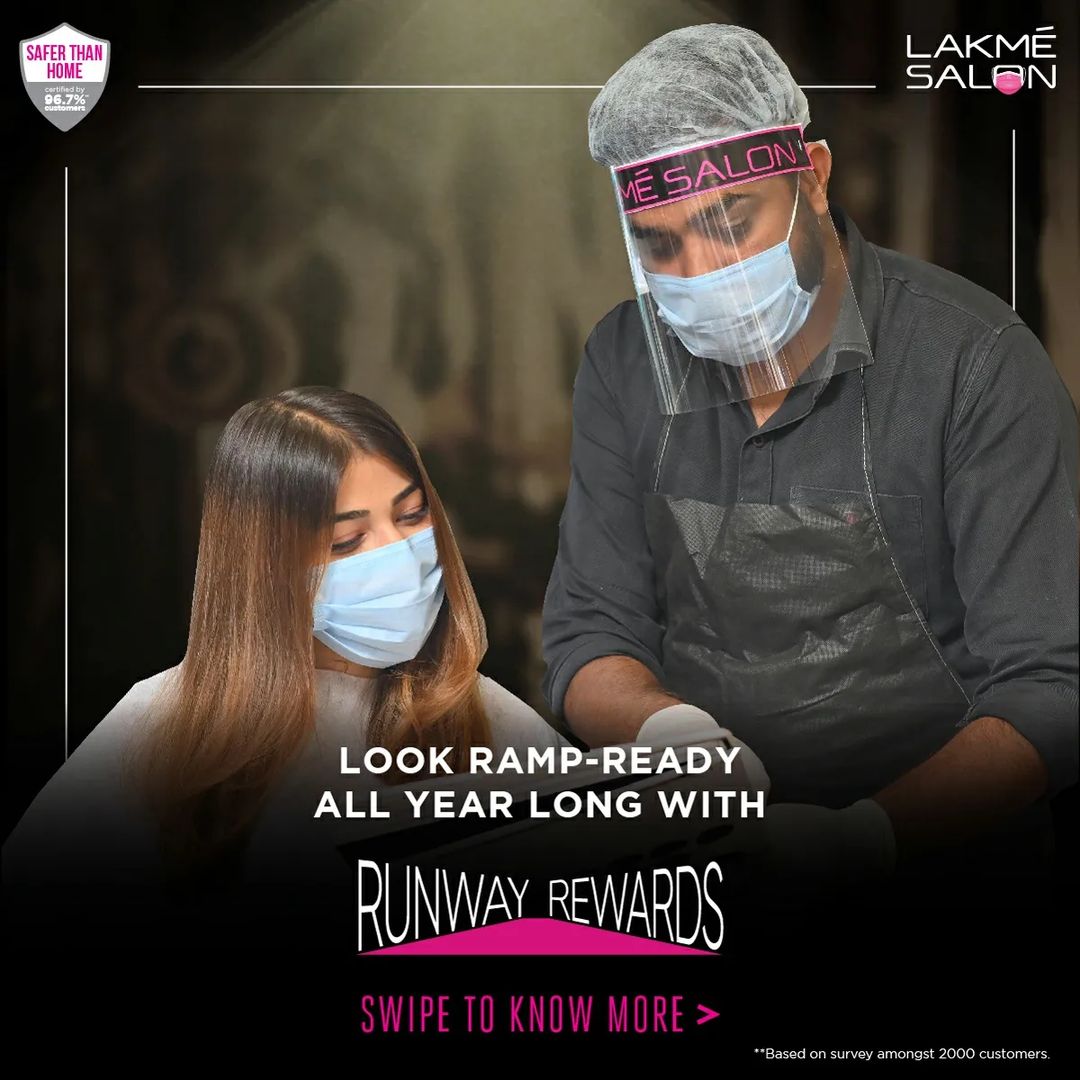 SAFER THAN
HOME
certified by
96.7%**
customers
LAKMÉ
SALON
MÉ SALON
LOOK RAMP-READY
ALL YEAR LONG WITH
RUNWAY REWARDS
SWIPE TO KNOW MORE >
**Based on survey amongst 2000 customers.